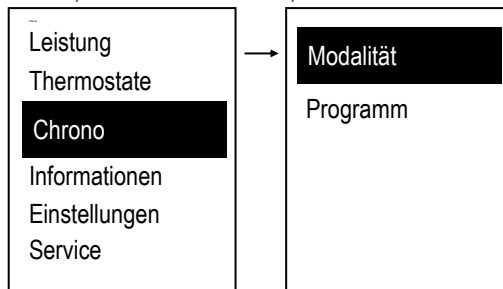 Leistung
Thermostate
Chrono
Informationen
Einstellungen
Service
Modalität
Programm